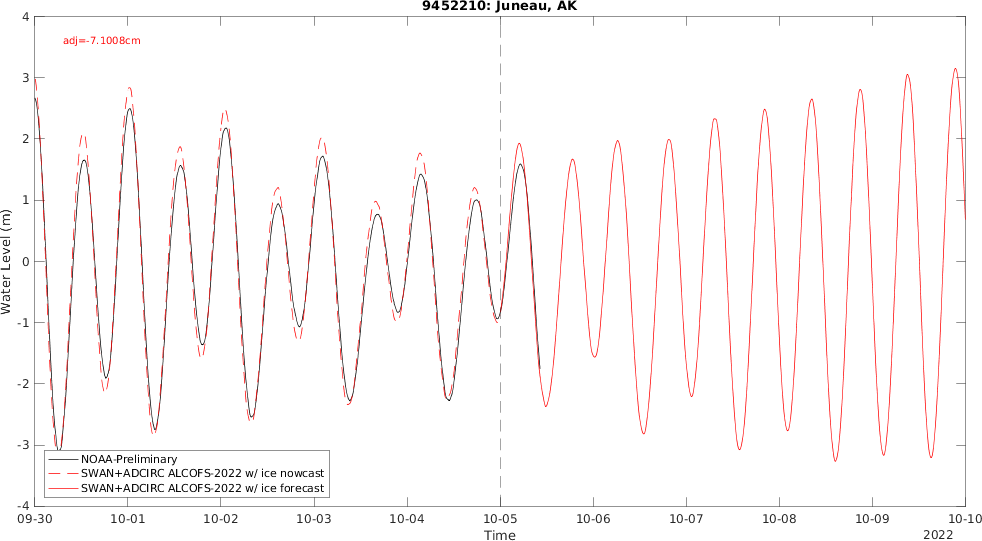 9452210: Juneau, AK
adj=-7.1008cm
Water Level (m)
4
3
2
1
0
-1
-2
-3
-4
NOAA-Preliminary
SWAN+ADCIRC ALCOFS-2022 w/ ice nowcast
SWAN+ADCIRC ALCOFS-2022 w/ ice forecast
09-30 10-01 10-02 10-03 10-04 10-05 10-06 10-07 10-08 10-09 10-10
Time
2022